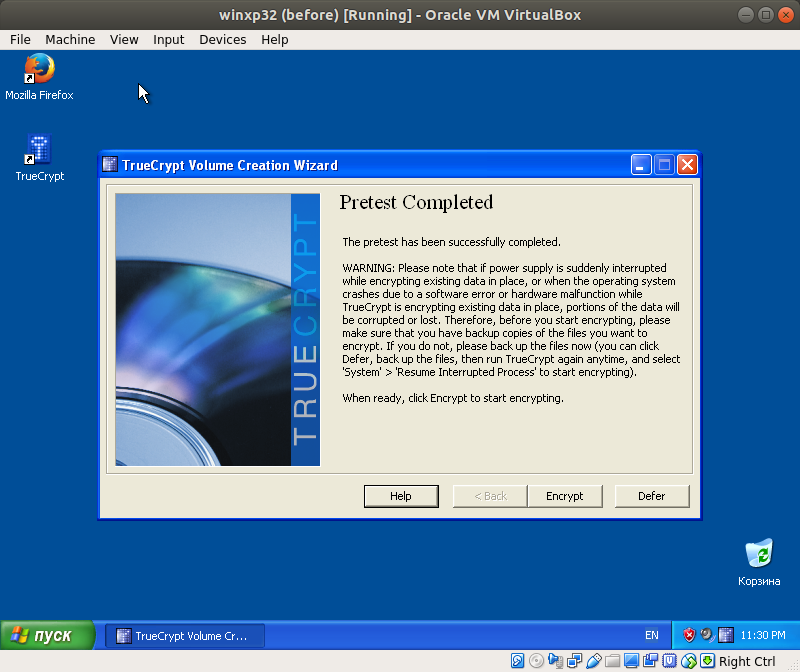 winxp32 (before) [Running] - Oracle VM VirtualBox
File Machine View Input Devices Help
Mozilla Firefox
TrueCrypt
TrueCrypt Volume Creation Wizard
TRUECRYPT
Pretest Completed
The pretest has been successfully completed.
WARNING: Please note that if power supply is suddenly interrupted
while encrypting existing data in place, or when the operating system
crashes due to a software error or hardware malfunction while
TrueCrypt is encrypting existing data in place, portions of the data will
be corrupted or lost. Therefore, before you start encrypting, please
make sure that you have backup copies of the files you want to
encrypt. If you do not, please back up the files now (you can click
Defer, back up the files, then run TrueCrypt again anytime, and select
'System' > 'Resume Interrupted Process' to start encrypting).
When ready, click Encrypt to start encrypting.
Help < Back Encrypt Defer
Корзина
пуск TrueCrypt Volume Cr... EN 11:30 PM
Right Ctrl